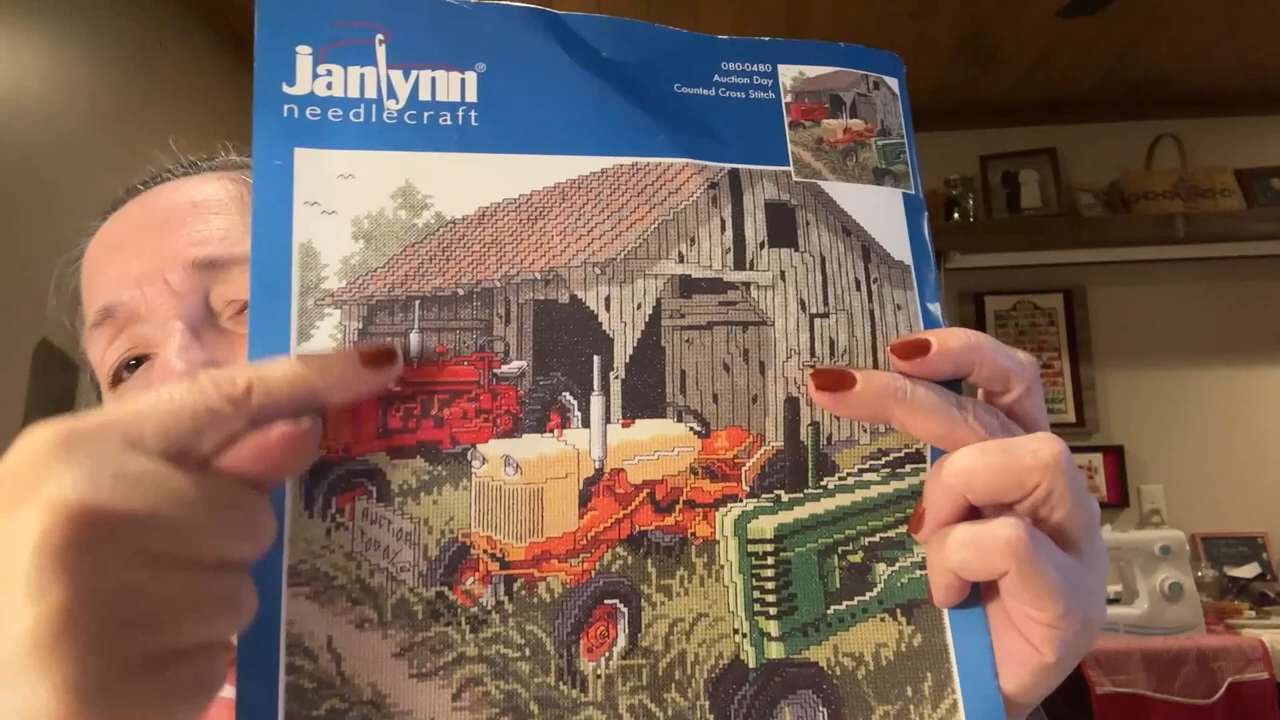 janlynn®
needlecraft
080-0480
Auction Day
Counted Cross Stitch
AUCTION
TODAY